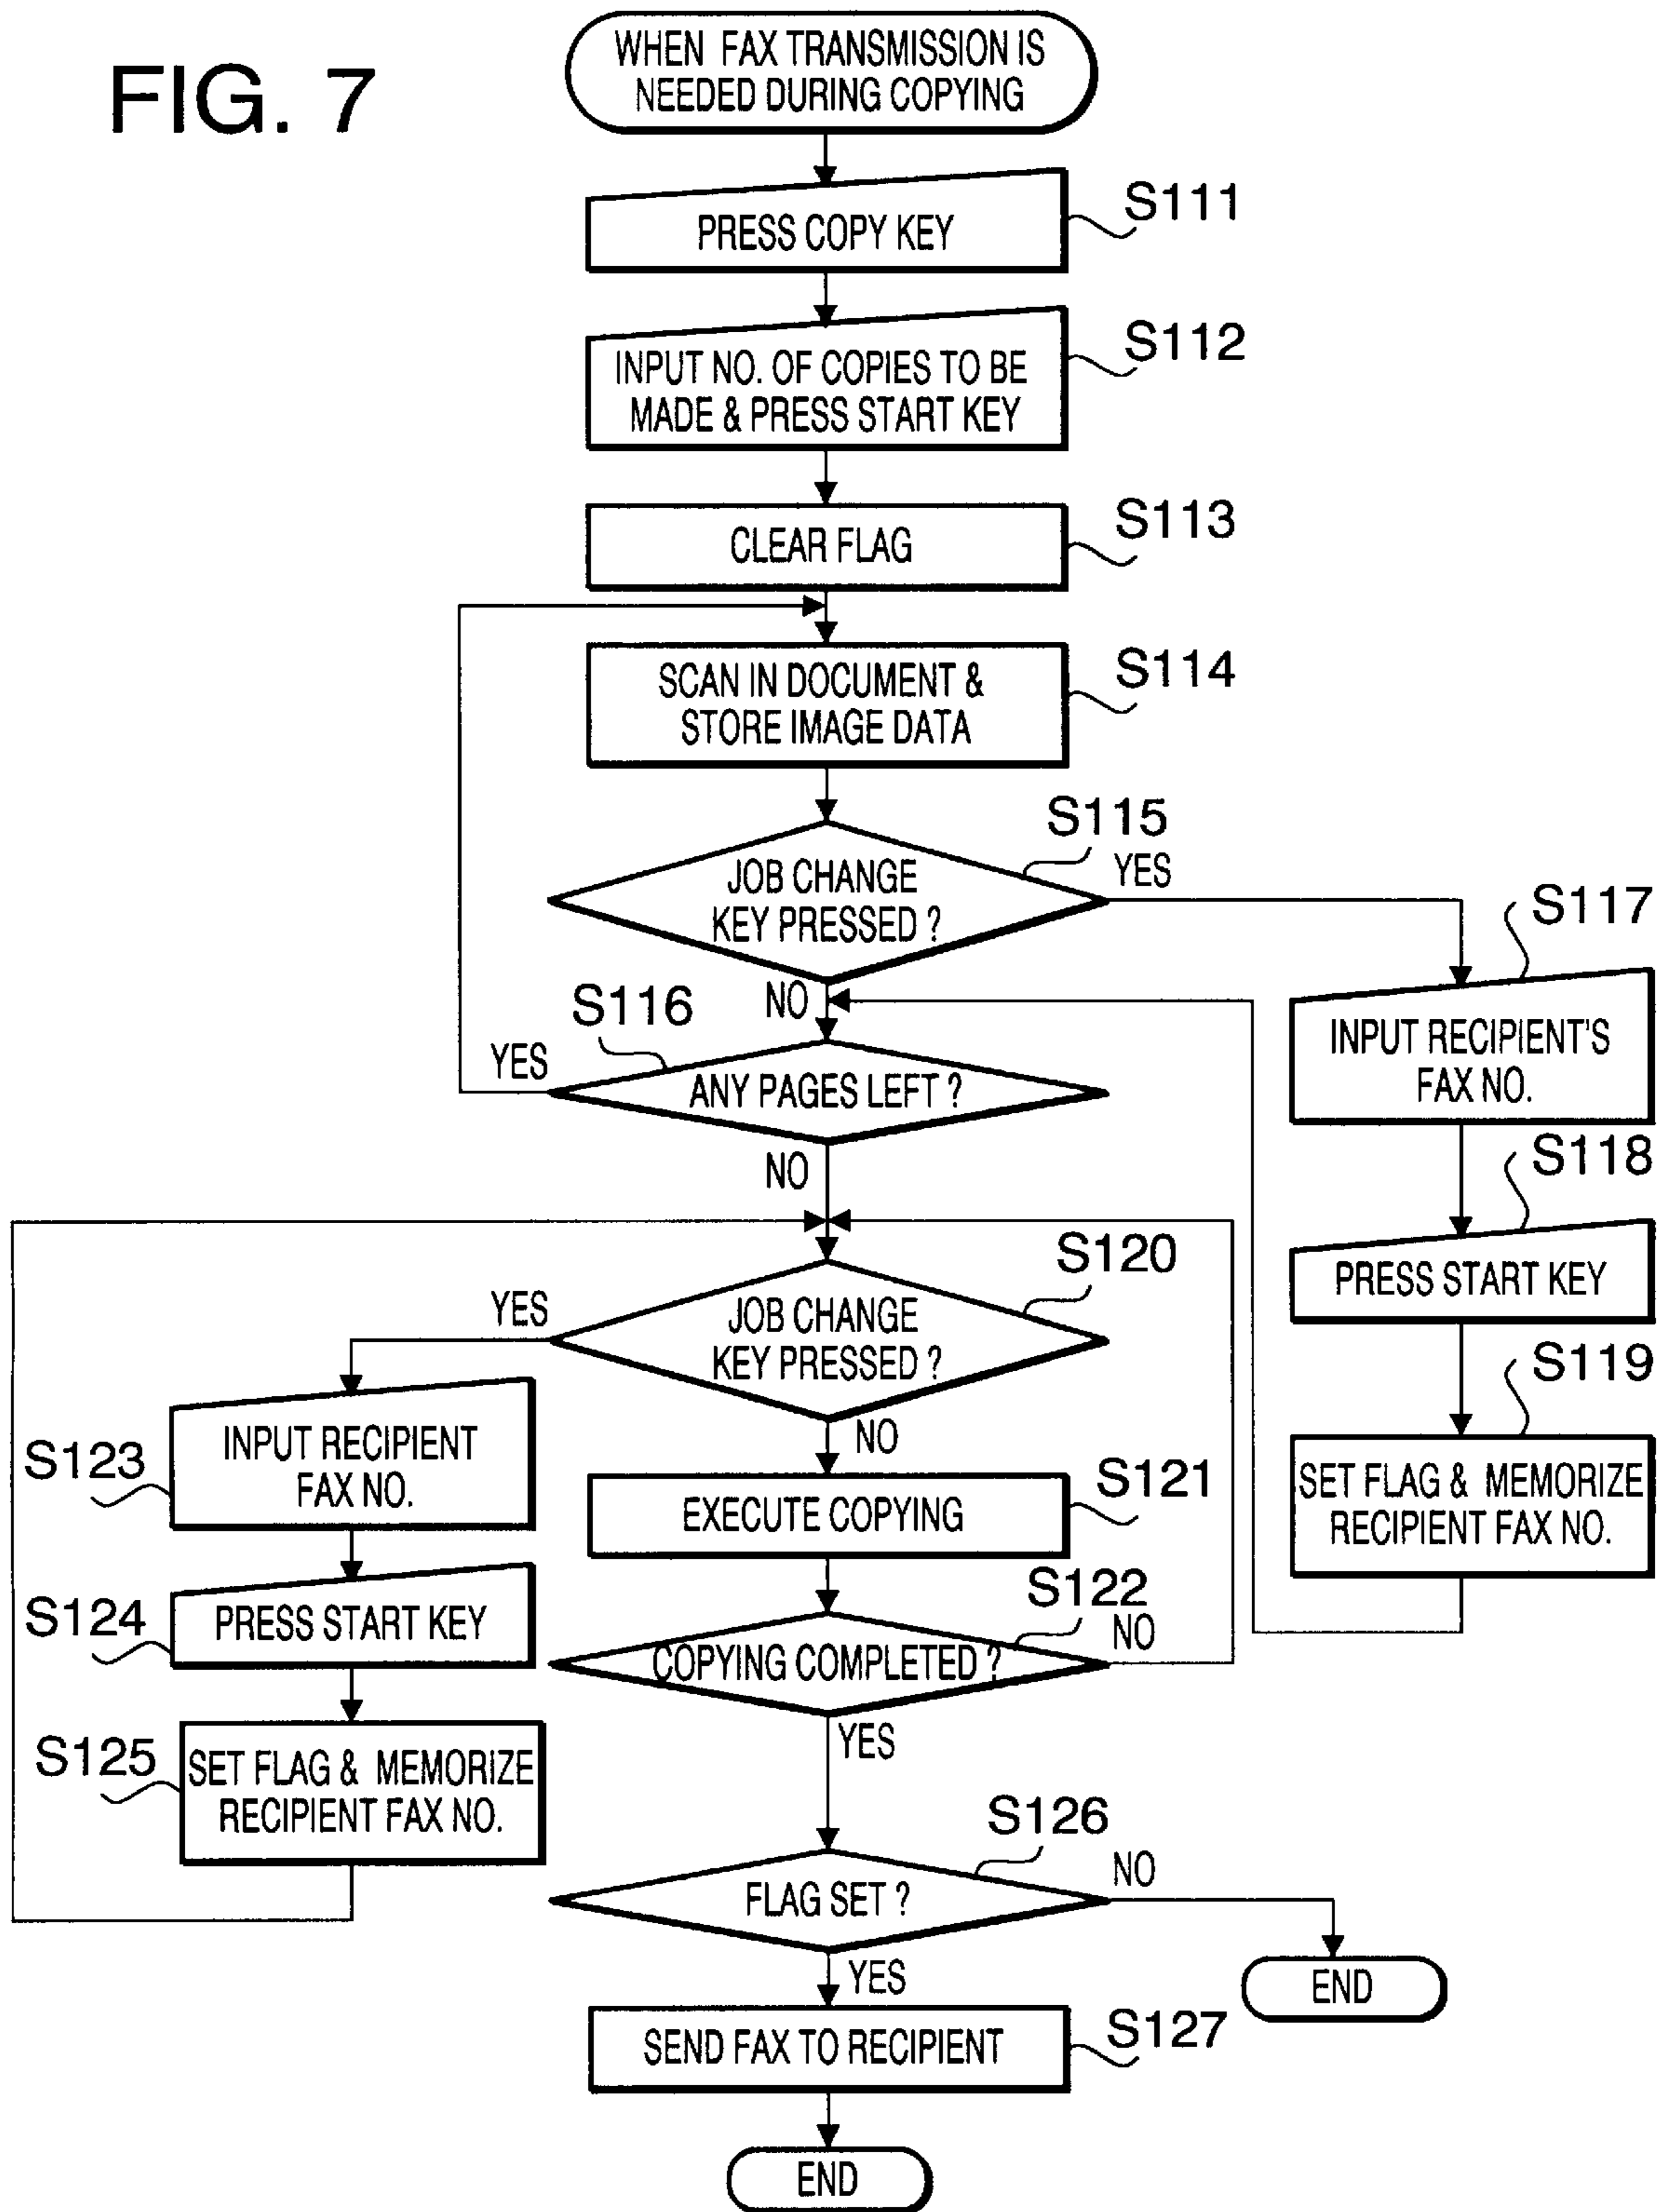 FIG. 7
WHEN FAX TRANSMISSION IS
NEEDED DURING COPYING
S111
PRESS COPY KEY
S112
INPUT NO. OF COPIES TO BE
MADE & PRESS START KEY
S113
CLEAR FLAG
S114
SCAN IN DOCUMENT &
STORE IMAGE DATA
S115
YES
JOB CHANGE
KEY PRESSED ?
NO
S117
INPUT RECIPIENT'S
FAX NO.
S116
YES
ANY PAGES LEFT ?
NO
S118
PRESS START KEY
S119
SET FLAG & MEMORIZE
RECIPIENT FAX NO.
S120
YES
JOB CHANGE
KEY PRESSED ?
NO
S123
INPUT RECIPIENT
FAX NO.
S121
EXECUTE COPYING
S124
PRESS START KEY
S122
NO
COPYING COMPLETED ?
YES
S125
SET FLAG & MEMORIZE
RECIPIENT FAX NO.
S126
NO
FLAG SET ?
YES
END
S127
SEND FAX TO RECIPIENT
END